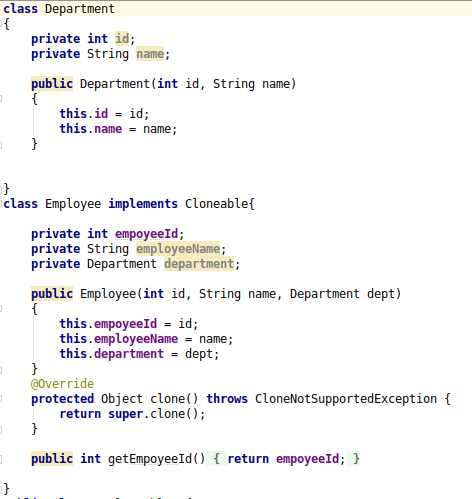 class Department
{
private int id;
private String name;
public Department(int id, String name)
{
this.id = id;
this.name = name;
}
}
class Employee implements Cloneable{
private int empoyeeId;
private String employeeName;
private Department department;
public Employee(int id, String name, Department dept)
{
this.empoyeeId = id;
this.employeeName = name;
this.department = dept;
}
@Override
protected Object clone() throws CloneNotSupportedException {
return super.clone();
}
public int getEmpoyeeId() { return empoyeeId; }
}